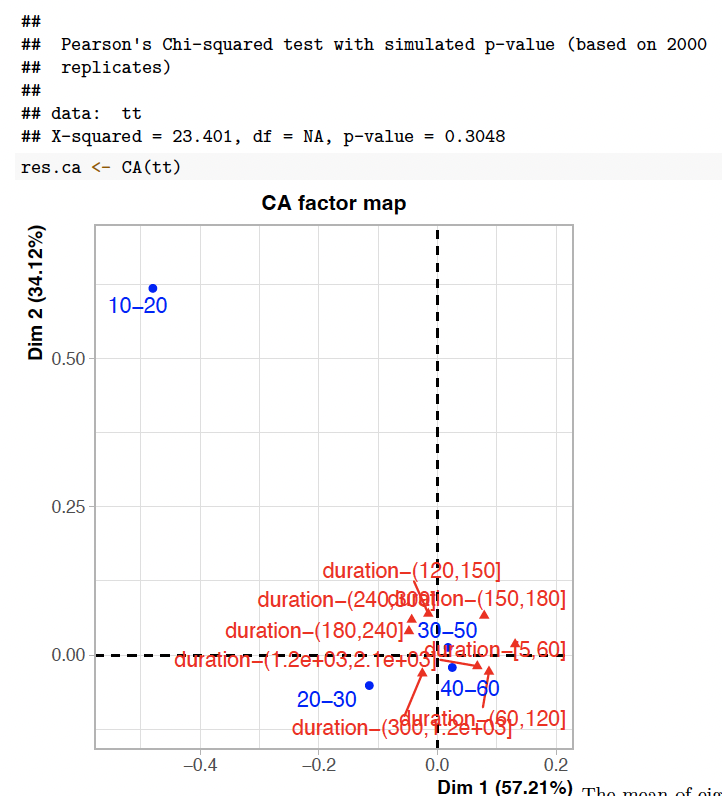 ##
## Pearson's Chi-squared test with simulated p-value (based on 2000
## replicates)
##
## data: tt
## X-squared = 23.401, df = NA, p-value = 0.3048
res.ca <- CA(tt)
CA factor map
Dim 2 (34.12%)
10−20
0.50
0.25
duration−(120,150]
duration−(240,300]
duration−(150,180]
duration−(180,240]
30−50
duration−[5,60]
0.00
duration−(1.2e+03,2.1e+03]
40−60
20−30
duration−(60,120]
duration−(300,1.2e+03]
−0.4
−0.2
0.0
0.2
Dim 1 (57.21%)
The mean of eig